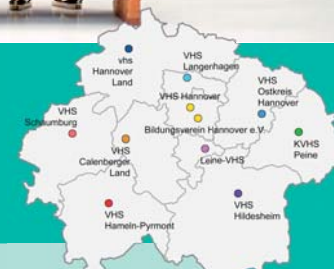 vhs
Hannover
Land
VHS
Langenhagen
VHS
Ostkreis
Hannover
VHS Hannover
Bildungsverein Hannover e.V
VHS
Schaumburg
VHS
Calenberger
Land
Leine-VHS
KVHS
Peine
VHS
Hameln-Pyrmont
VHS
Hildesheim